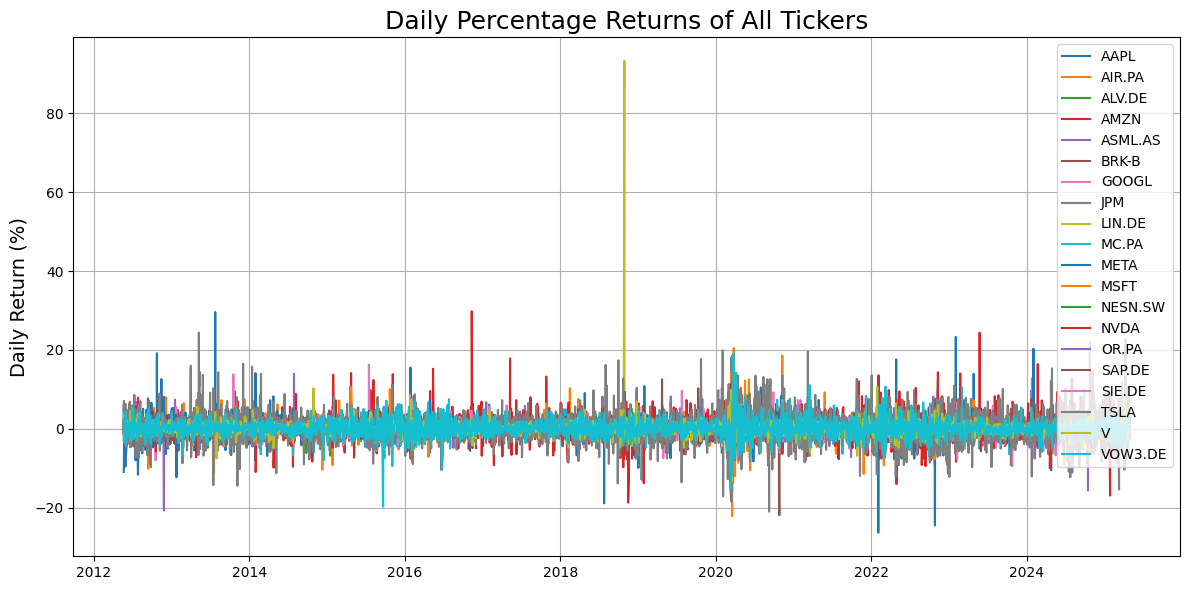 Daily Percentage Returns of All Tickers
Daily Return (%)
80
60
40
20
0
−20
2012
2014
2016
2018
2020
2022
2024
AAPL
AIR.PA
ALV.DE
AMZN
ASML.AS
BRK-B
GOOGL
JPM
LIN.DE
MC.PA
META
MSFT
NESN.SW
NVDA
OR.PA
SAP.DE
SIE.DE
TSLA
V
VOW3.DE